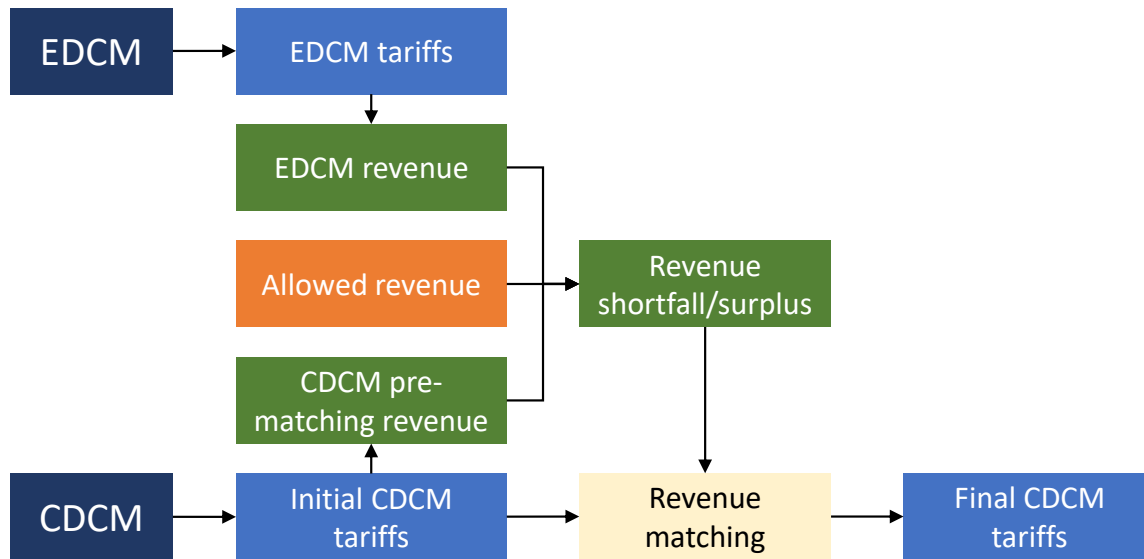 EDCM
EDCM tariffs
EDCM revenue
Allowed revenue
Revenue
shortfall/surplus
CDCM pre-
matching revenue
CDCM
Initial CDCM
tariffs
Revenue
matching
Final CDCM
tariffs